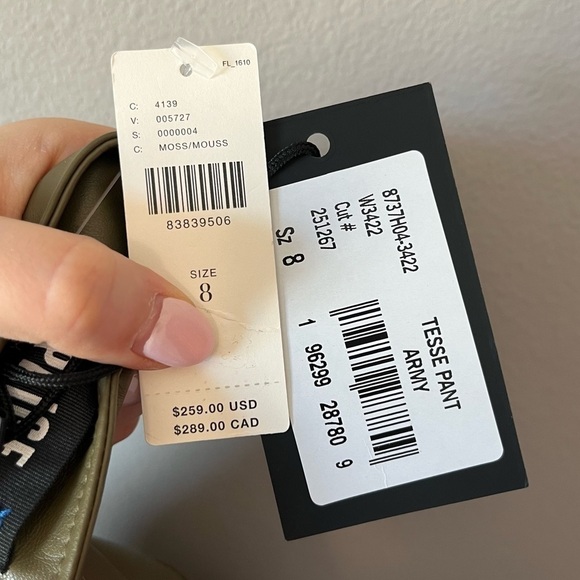 FL_1610
C: 4139
V: 005727
S: 0000004
C: MOSS/MOUSS
83839506
SIZE
8
$259.00 USD
$289.00 CAD
8737W04-3422
W3422
Cut #
251267
Sz 8
TESSE PANT
ARMY
1 96299 28780 9